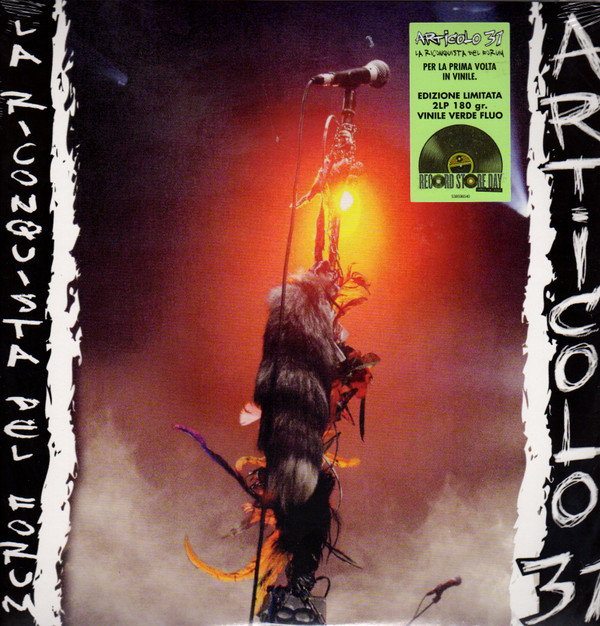 LA RICONQUISTA DEL FORUM
ARTICOLO 31
LA RICONQUISTA DEL FORUM
PER LA PRIMA VOLTA
IN VINILE.
EDIZIONE LIMITATA
2LP 180 gr.
VINILE VERDE FLUO
RECORD STORE DAY
ARTICOLO 31